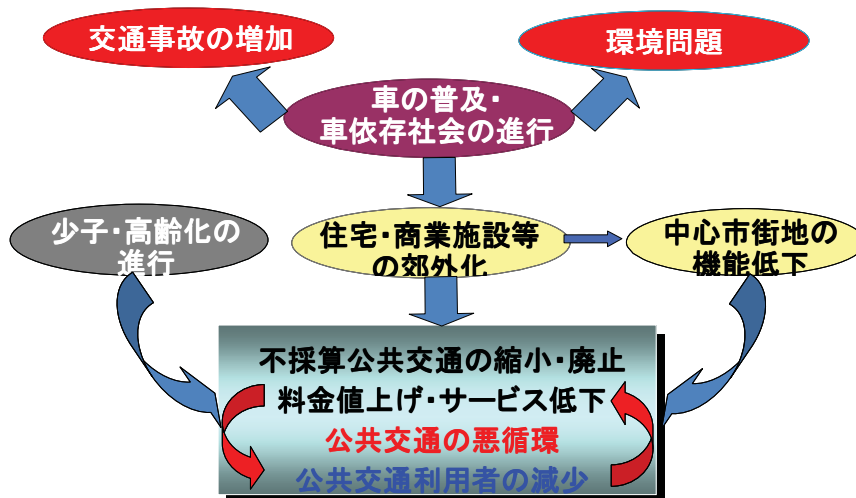 交通事故の増加
環境問題
車の普及・
車依存社会の進行
少子・高齢化の
進行
住宅・商業施設等
の郊外化
中心市街地の
機能低下
不採算公共交通の縮小・廃止
料金値上げ・サービス低下
公共交通の悪循環
公共交通利用者の減少